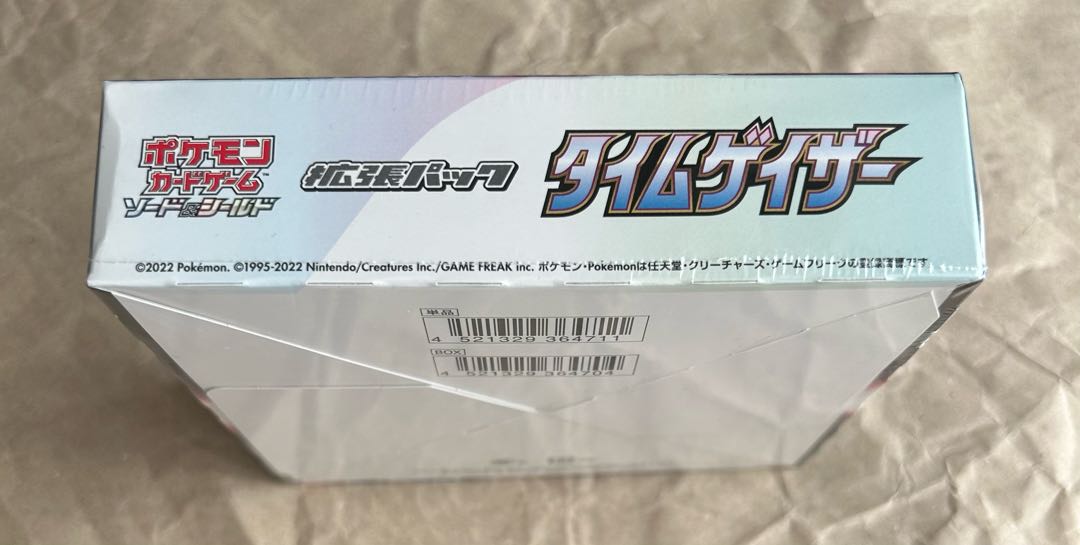 ポケモン
カードゲーム™
ソード&シールド
拡張パック
タイムゲイザー
©2022 Pokémon. ©1995-2022 Nintendo/Creatures Inc./GAME FREAK inc. ポケモン・Pokémonは任天堂・クリーチャーズ・ゲームフリークの登録商標です
単品
4 521329 364711
BOX
4 521329 364704